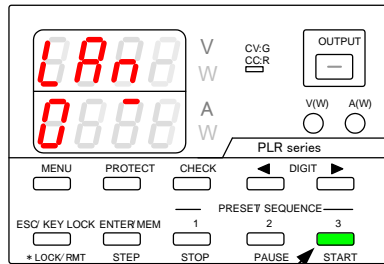 LAn
V
W
0 ¯
A
W
CV:G
CC:R
OUTPUT
V(W) A(W)
PLR series
MENU PROTECT CHECK ◀ DIGIT ▶
PRESET/ SEQUENCE
ESC/ KEY LOCK ENTER/MEM 1 2 3
∗ LOCK/ RMT STEP STOP PAUSE START